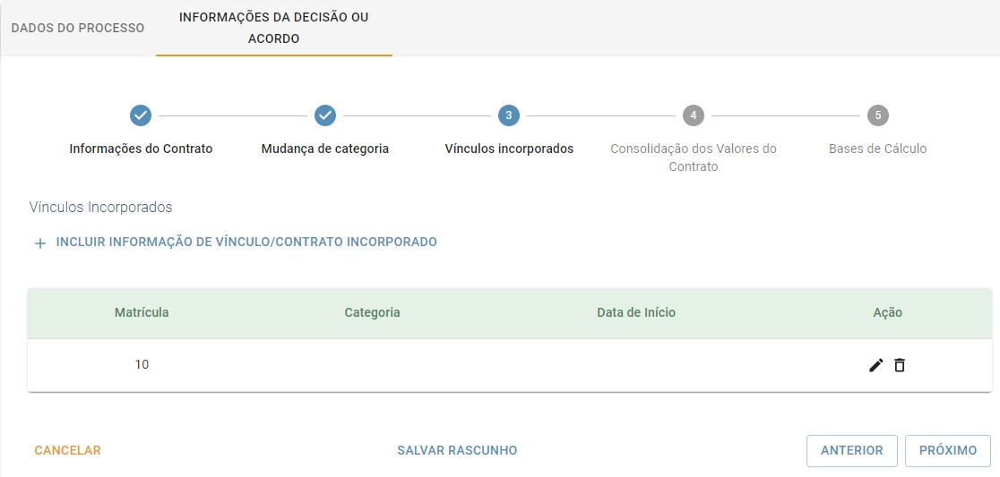 DADOS DO PROCESSO
INFORMAÇÕES DA DECISÃO OU
ACORDO
3
4
5
Informações do Contrato
Mudança de categoria
Vínculos incorporados
Consolidação dos Valores do
Contrato
Bases de Cálculo
Vínculos Incorporados
+ INCLUIR INFORMAÇÃO DE VÍNCULO/CONTRATO INCORPORADO
Matrícula Categoria Data de Início Ação
10
CANCELAR SALVAR RASCUNHO ANTERIOR PRÓXIMO